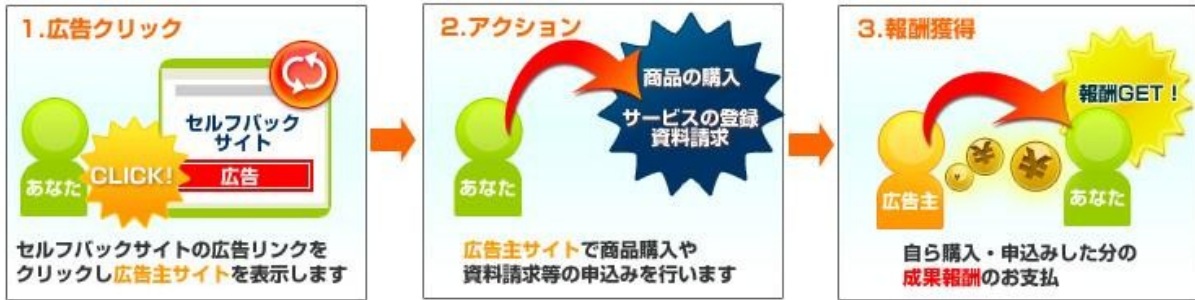 1.広告クリック
セルフバック
サイト
広告
CLICK!
あなた
セルフバックサイトの広告リンクを
クリックし広告主サイトを表示します
2.アクション
商品の購入
サービスの登録
資料請求
あなた
広告主サイトで商品購入や
資料請求等の申込みを行います
3.報酬獲得
報酬GET!
広告主
あなた
自ら購入・申込みした分の
成果報酬のお支払